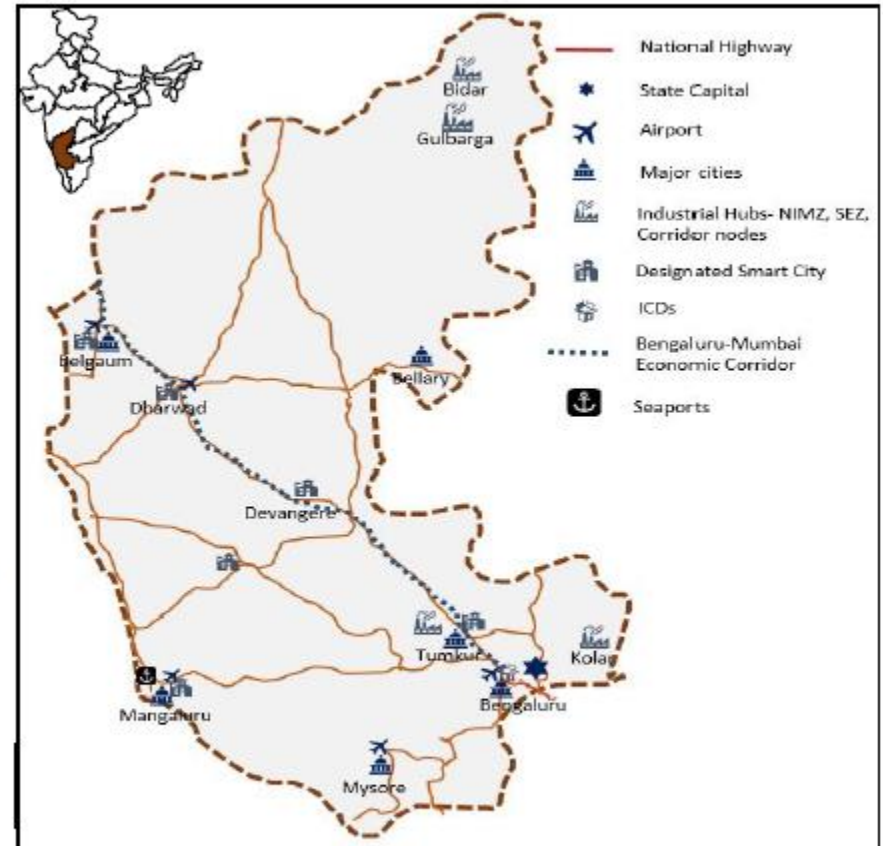 National Highway
State Capital
Airport
Major cities
Industrial Hubs- NIMZ, SEZ,
Corridor nodes
Designated Smart City
ICDs
Bengaluru-Mumbai
Economic Corridor
Seaports
Bidar
Gulbarga
Belgaum
Bellary
Dharwad
Devangere
Tumkur
Kolar
Bengaluru
Mangaluru
Mysore